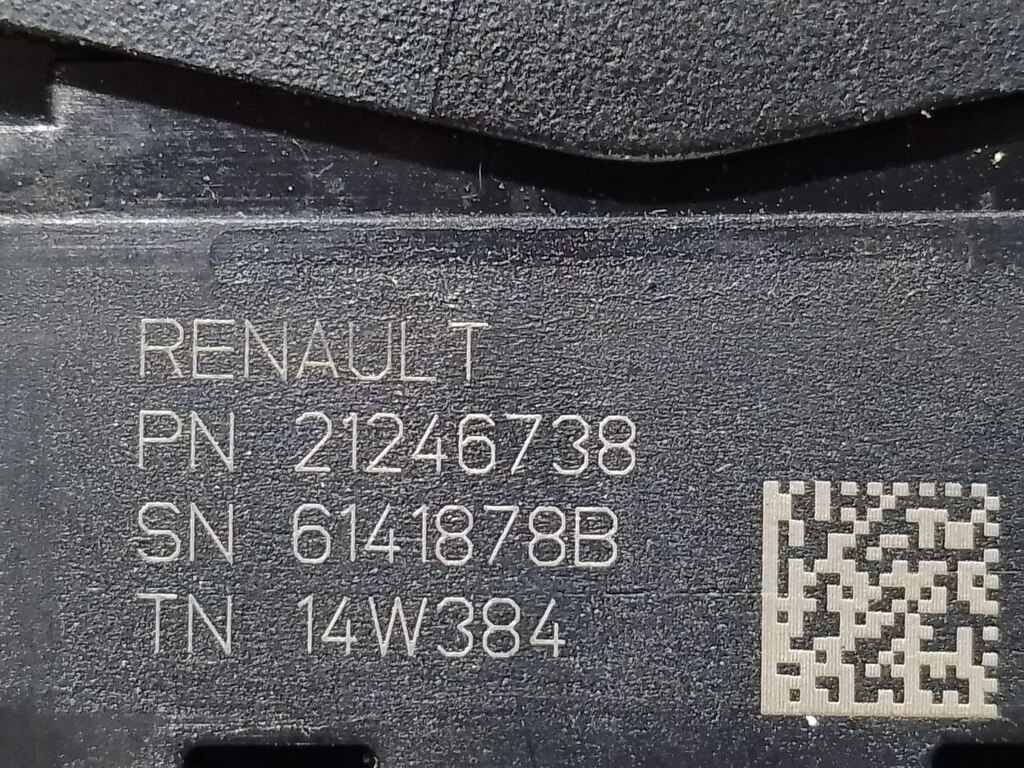 RENAULT
PN 21246738
SN 6141878B
TN 14W384